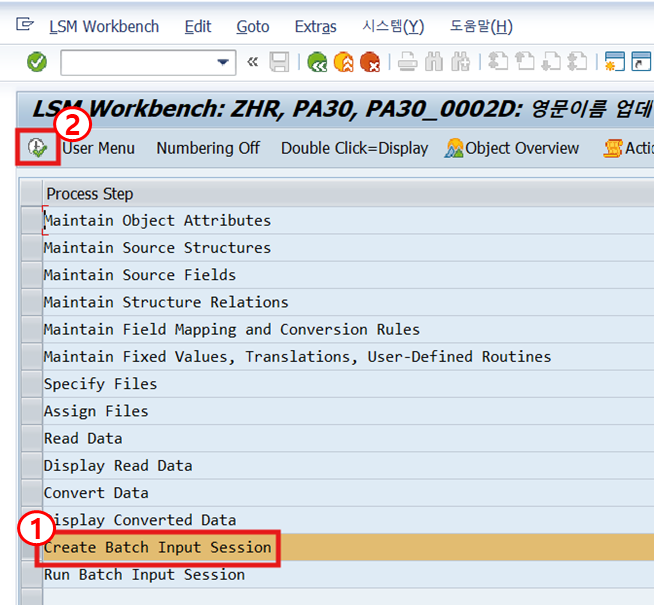 LSM Workbench Edit Goto Extras 시스템(Y) 도움말(H)
LSM Workbench: ZHR, PA30, PA30_0002D: 영문이름 업데
2
User Menu Numbering Off Double Click=Display Object Overview Actio
Process Step
Maintain Object Attributes
Maintain Source Structures
Maintain Source Fields
Maintain Structure Relations
Maintain Field Mapping and Conversion Rules
Maintain Fixed Values, Translations, User-Defined Routines
Specify Files
Assign Files
Read Data
Display Read Data
Convert Data
Display Converted Data
1
Create Batch Input Session
Run Batch Input Session